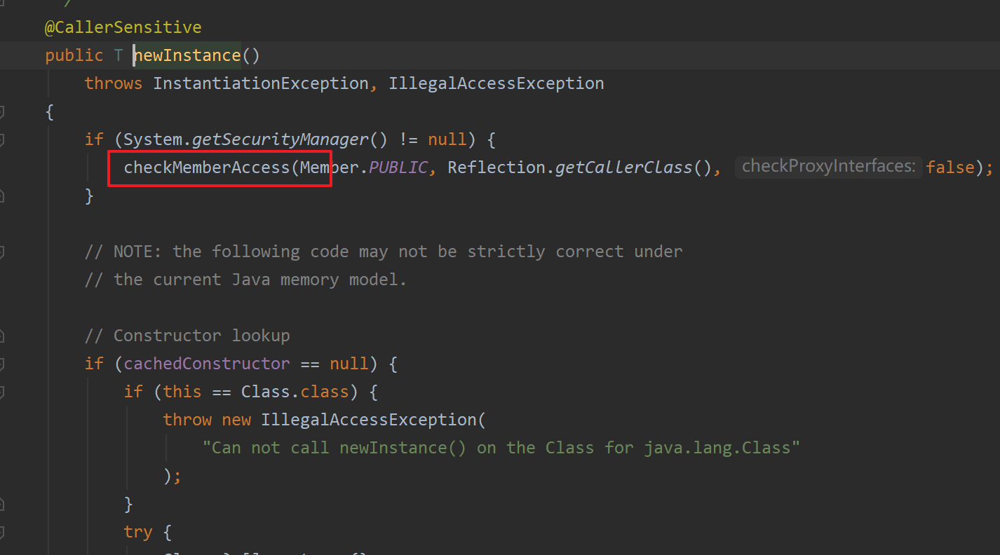 /
@CallerSensitive
public T newInstance()
throws InstantiationException, IllegalAccessException
{
if (System.getSecurityManager() != null) {
checkMemberAccess(Member.PUBLIC, Reflection.getCallerClass(), checkProxyInterfaces: false);
}
// NOTE: the following code may not be strictly correct under
// the current Java memory model.
// Constructor lookup
if (cachedConstructor == null) {
if (this == Class.class) {
throw new IllegalAccessException(
"Can not call newInstance() on the Class for java.lang.Class"
);
}
try {